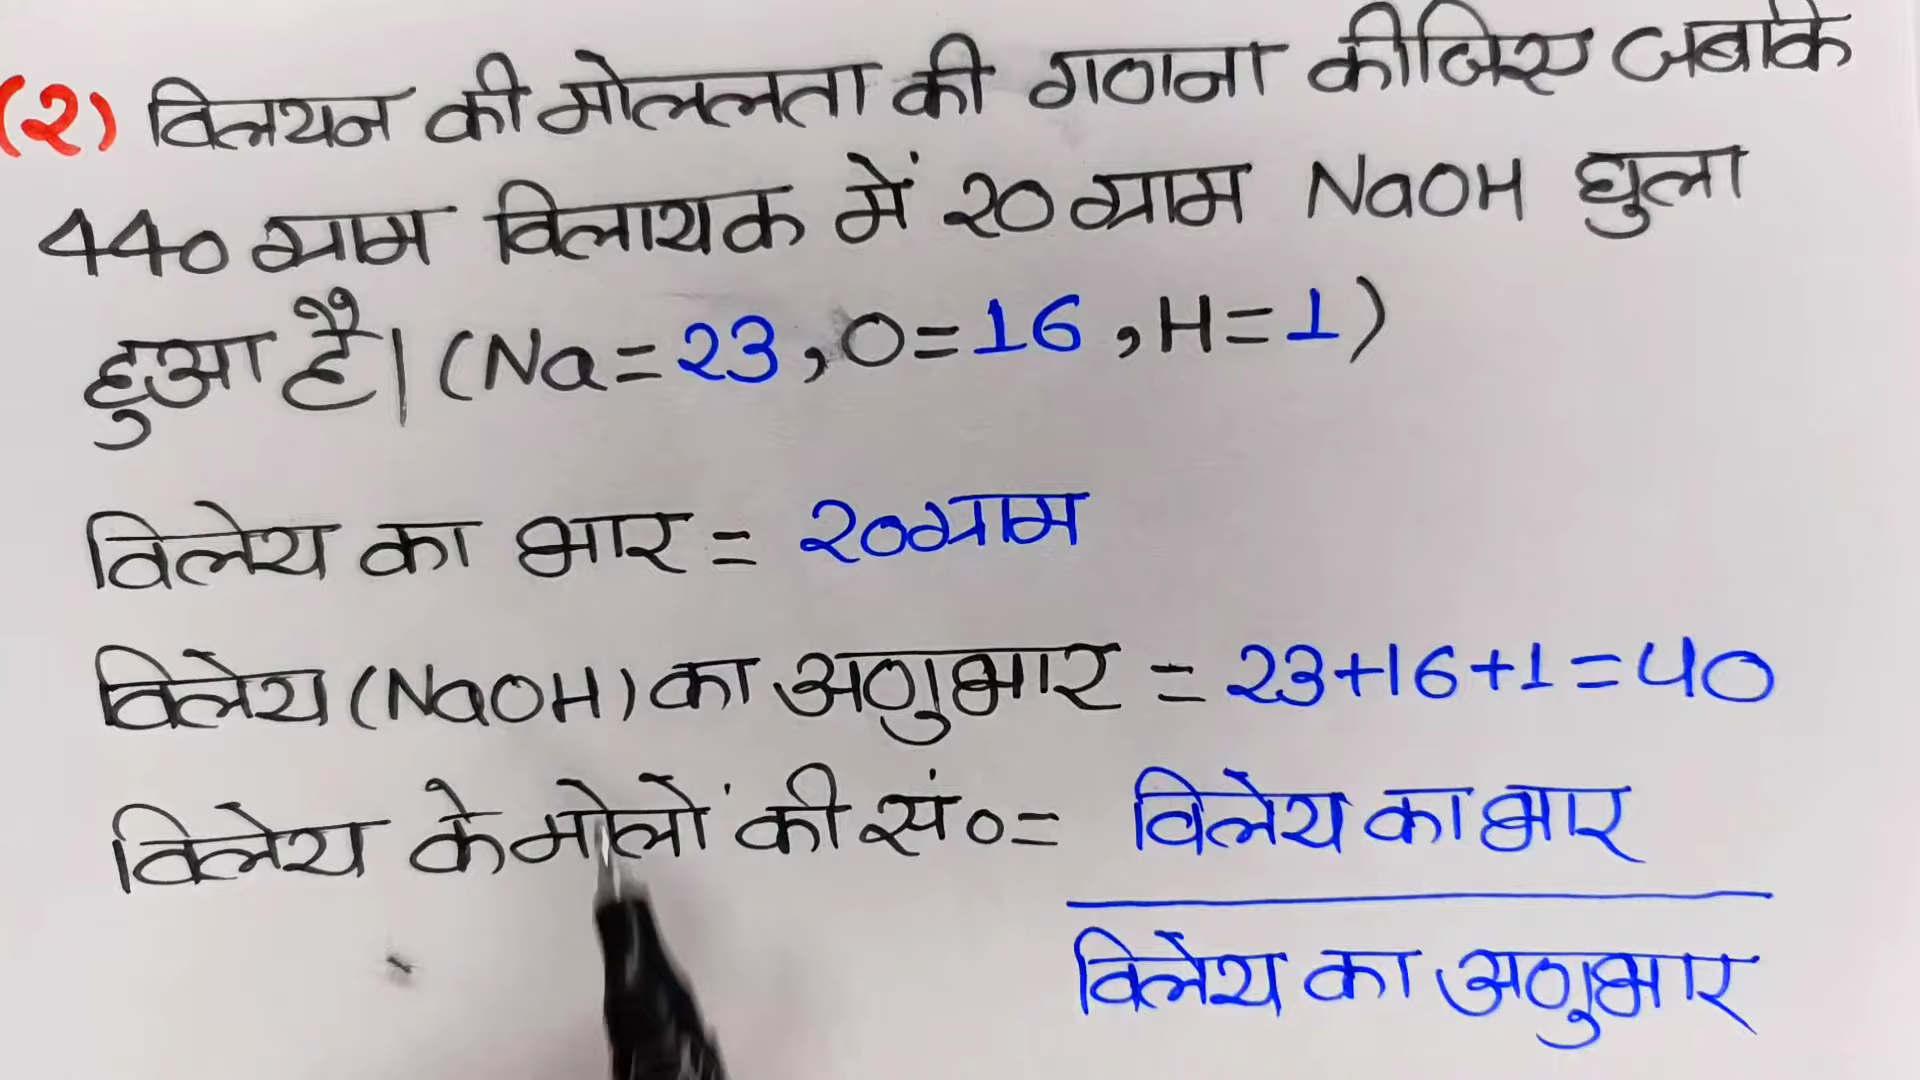 (२) विलयन की मोललता की गणना कीजिए जबकि
440 ग्राम विलायक में 20 ग्राम NaOH घुला
हुआ है। (Na=23, O=16, H=1)
विलेय का भार = 20 ग्राम
विलेय (NaOH) का अणुभार = 23+16+1=40
विलेय के मोलों की सं० = विलेय का भार
विलेय का अणुभार